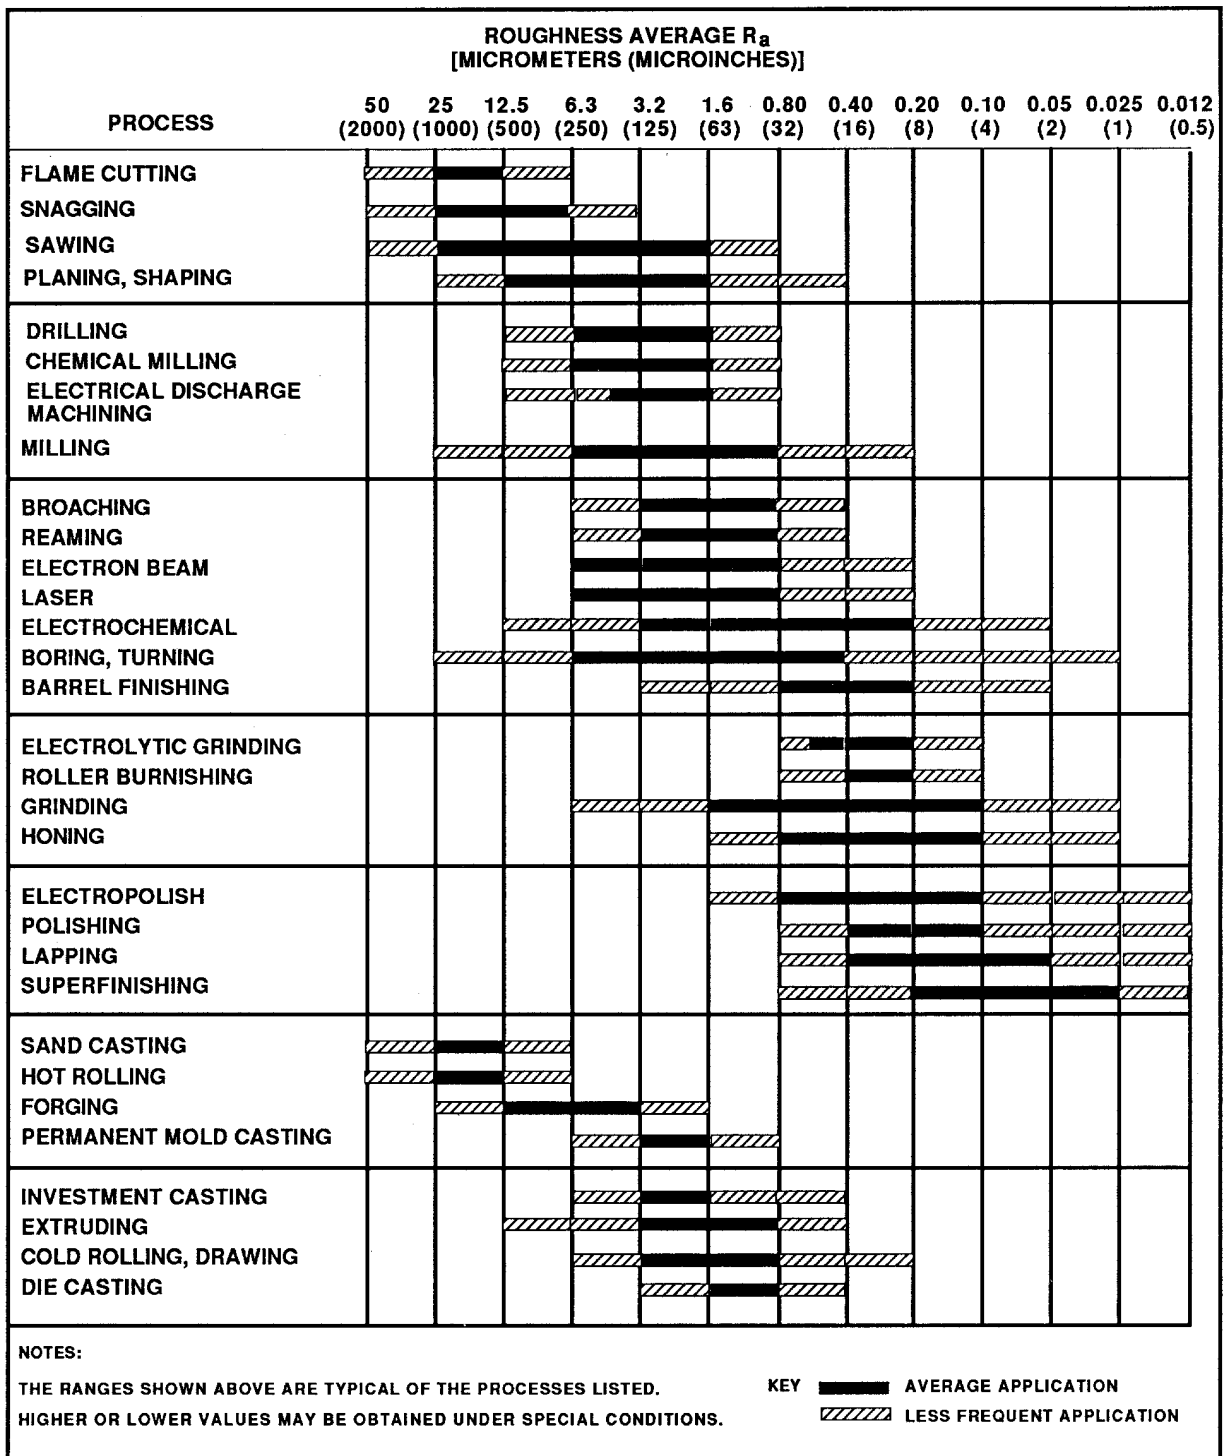 ROUGHNESS AVERAGE Ra
[MICROMETERS (MICROINCHES)]
50 25 12.5 6.3 3.2 1.6 0.80 0.40 0.20 0.10 0.05 0.025 0.012
PROCESS (2000) (1000) (500) (250) (125) (63) (32) (16) (8) (4) (2) (1) (0.5)
FLAME CUTTING
SNAGGING
SAWING
PLANING, SHAPING
DRILLING
CHEMICAL MILLING
ELECTRICAL DISCHARGE
MACHINING
MILLING
BROACHING
REAMING
ELECTRON BEAM
LASER
ELECTROCHEMICAL
BORING, TURNING
BARREL FINISHING
ELECTROLYTIC GRINDING
ROLLER BURNISHING
GRINDING
HONING
ELECTROPOLISH
POLISHING
LAPPING
SUPERFINISHING
SAND CASTING
HOT ROLLING
FORGING
PERMANENT MOLD CASTING
INVESTMENT CASTING
EXTRUDING
COLD ROLLING, DRAWING
DIE CASTING
NOTES:
THE RANGES SHOWN ABOVE ARE TYPICAL OF THE PROCESSES LISTED.
HIGHER OR LOWER VALUES MAY BE OBTAINED UNDER SPECIAL CONDITIONS.
KEY AVERAGE APPLICATION
LESS FREQUENT APPLICATION